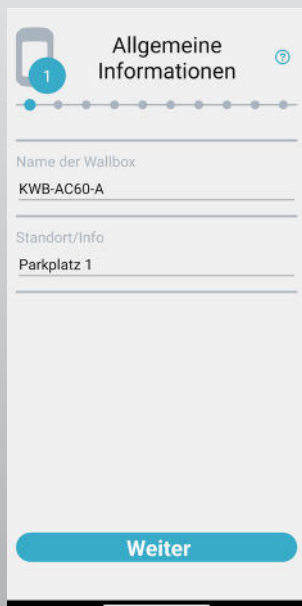 1
Allgemeine
Informationen
?
Name der Wallbox
KWB-AC60-A
Standort/Info
Parkplatz 1
Weiter